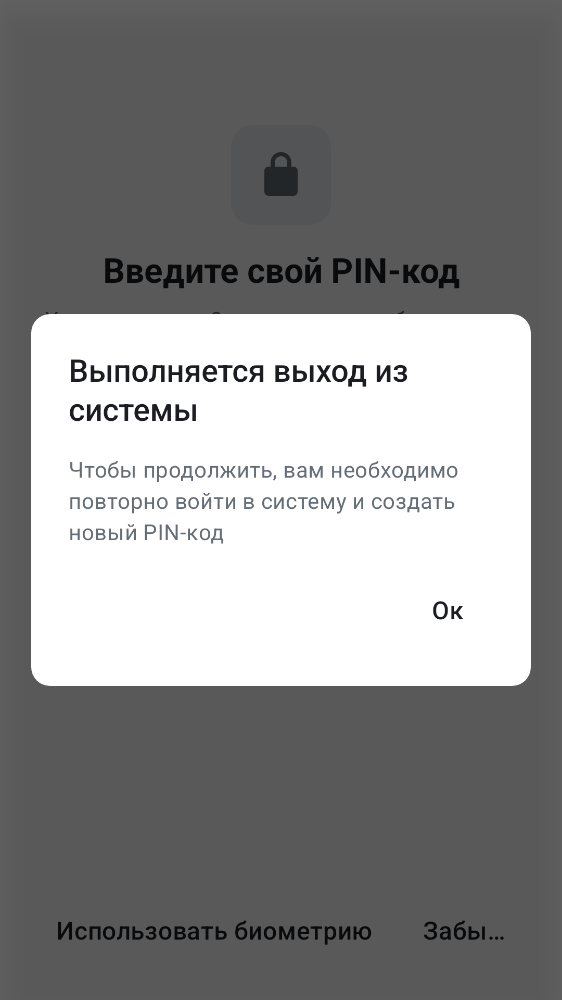 Введите свой PIN-код
Выполняется выход из
системы
Чтобы продолжить, вам необходимо
повторно войти в систему и создать
новый PIN-код
Ок
Использовать биометрию
Забы...